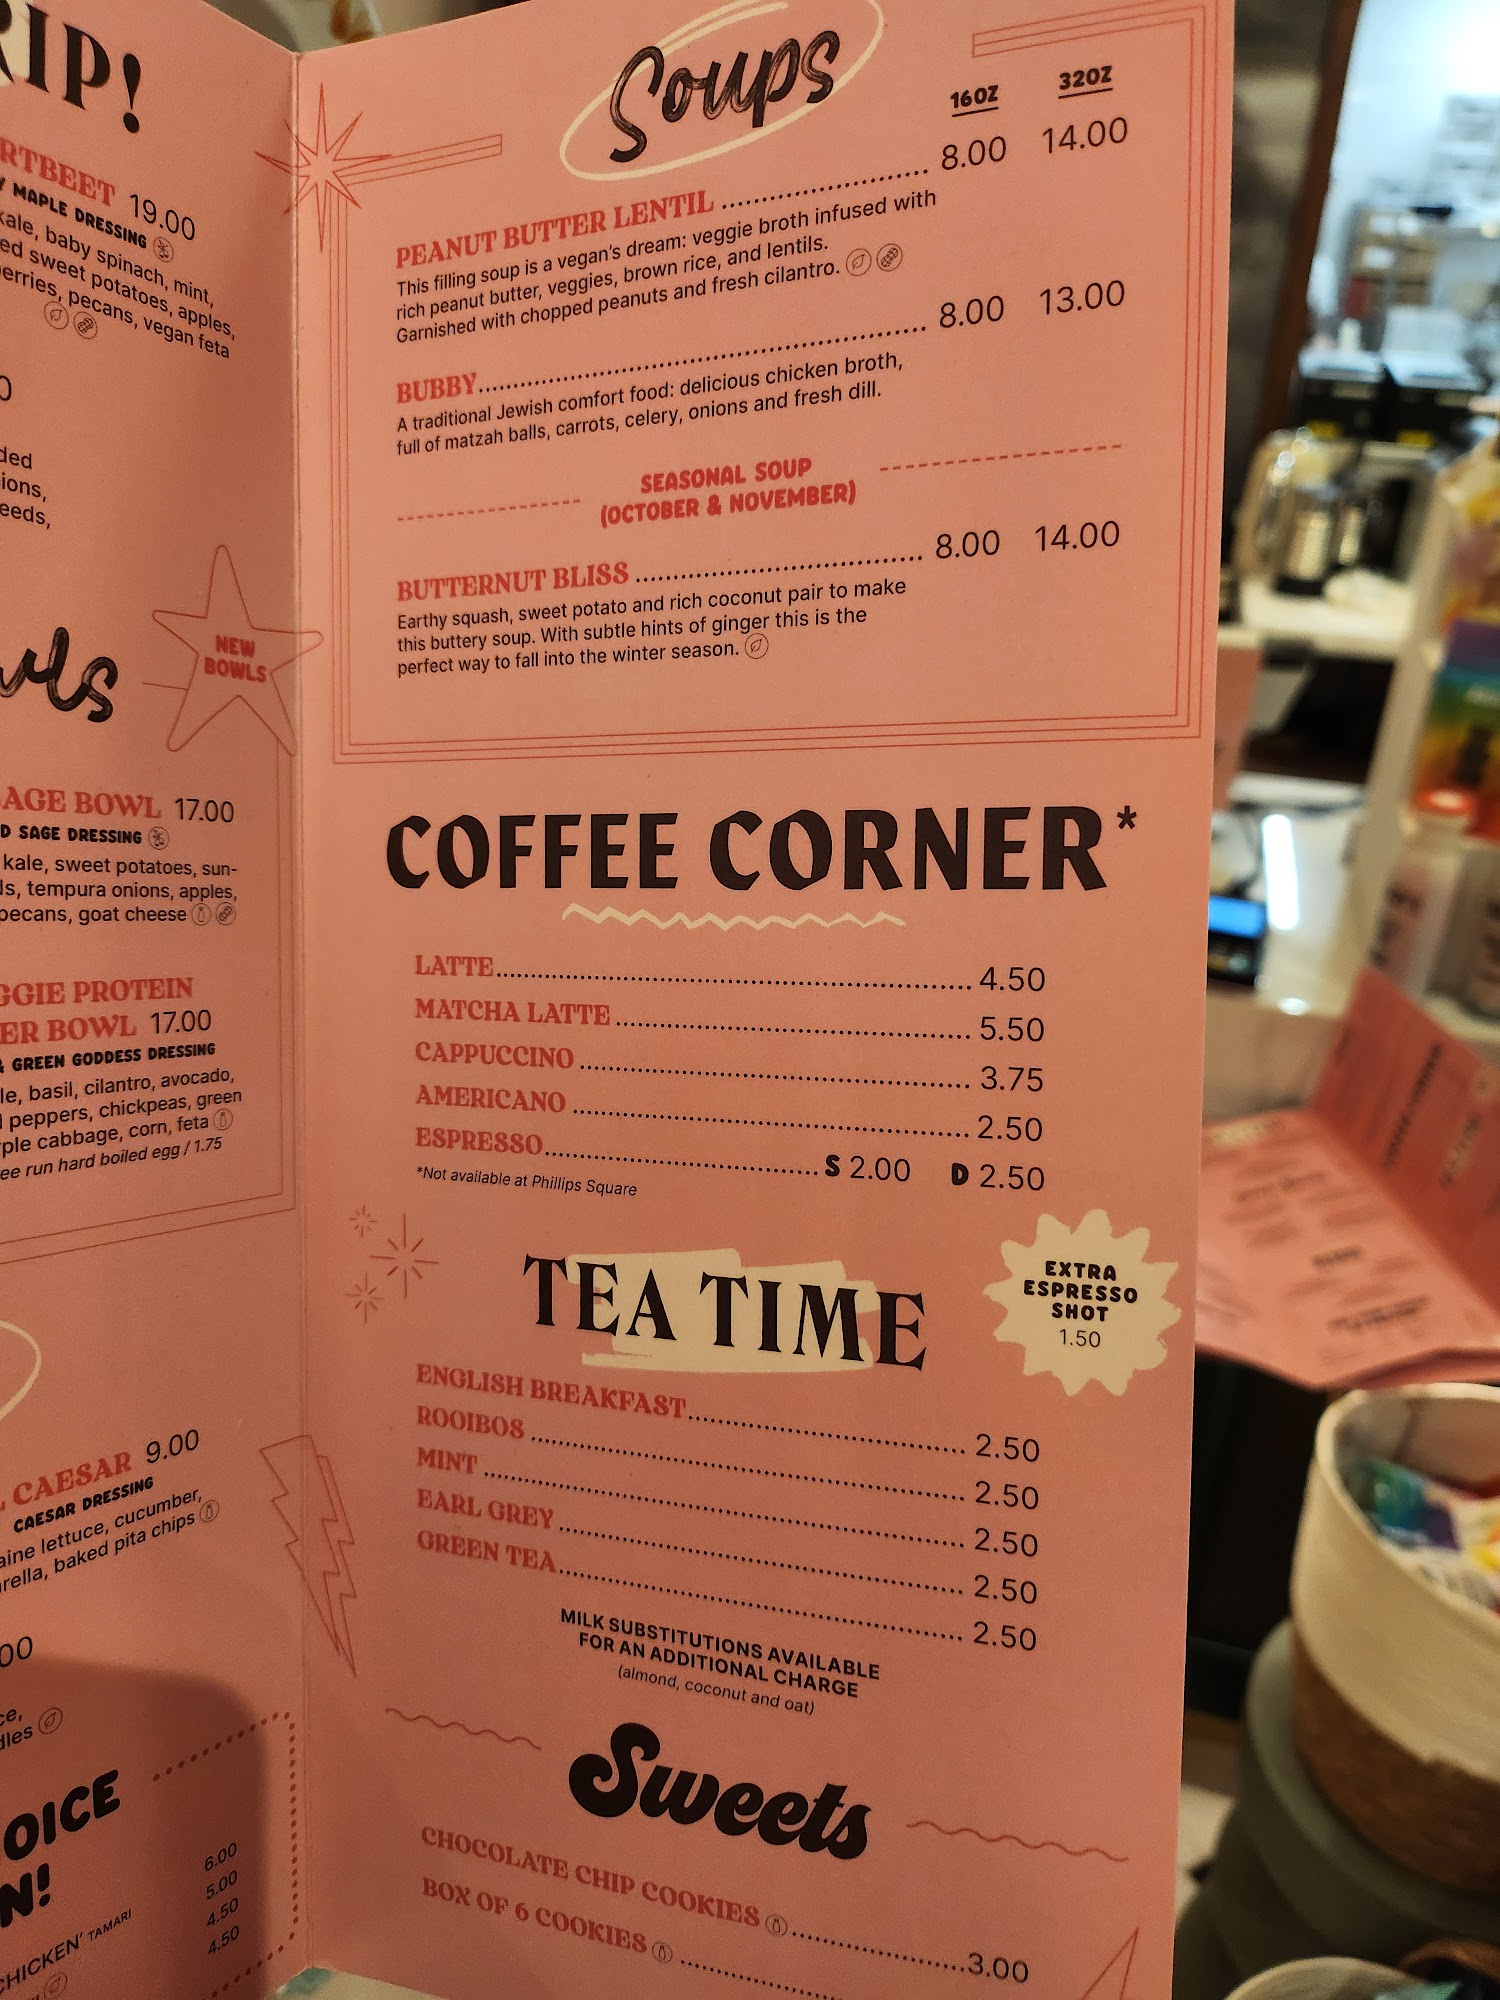 RIP!
RTBEET 19.00
MAPLE DRESSING
kale, baby spinach, mint,
sweet potatoes, apples,
pecans, vegan feta
NEW
BOWLS
AGE BOWL 17.00
SAGE DRESSING
kale, sweet potatoes, sun-
tempura onions, apples,
pecans, goat cheese
GGIE PROTEIN
ER BOWL 17.00
& GREEN GODDESS DRESSING
basil, cilantro, avocado,
peppers, chickpeas, green
cabbage, corn, feta
run hard boiled egg / 1.75
CAESAR 9.00
CAESAR DRESSING
lettuce, cucumber,
baked pita chips
OICE
N!
6.00
5.00
4.50
CHICKEN' TAMARI 4.50
Soups
16OZ 32OZ
PEANUT BUTTER LENTIL 8.00 14.00
This filling soup is a vegan's dream: veggie broth infused with
rich peanut butter, veggies, brown rice, and lentils.
Garnished with chopped peanuts and fresh cilantro.
BUBBY 8.00 13.00
A traditional Jewish comfort food: delicious chicken broth,
full of matzah balls, carrots, celery, onions and fresh dill.
SEASONAL SOUP
(OCTOBER & NOVEMBER)
BUTTERNUT BLISS 8.00 14.00
Earthy squash, sweet potato and rich coconut pair to make
this buttery soup. With subtle hints of ginger this is the
perfect way to fall into the winter season.
COFFEE CORNER*
LATTE 4.50
MATCHA LATTE 5.50
CAPPUCCINO 3.75
AMERICANO 2.50
ESPRESSO S 2.00 D 2.50
*Not available at Phillips Square
EXTRA
ESPRESSO
SHOT
1.50
TEA TIME
ENGLISH BREAKFAST 2.50
ROOIBOS 2.50
MINT 2.50
EARL GREY 2.50
GREEN TEA 2.50
MILK SUBSTITUTIONS AVAILABLE
FOR AN ADDITIONAL CHARGE
(almond, coconut and oat)
Sweets
CHOCOLATE CHIP COOKIES 3.00
BOX OF 6 COOKIES